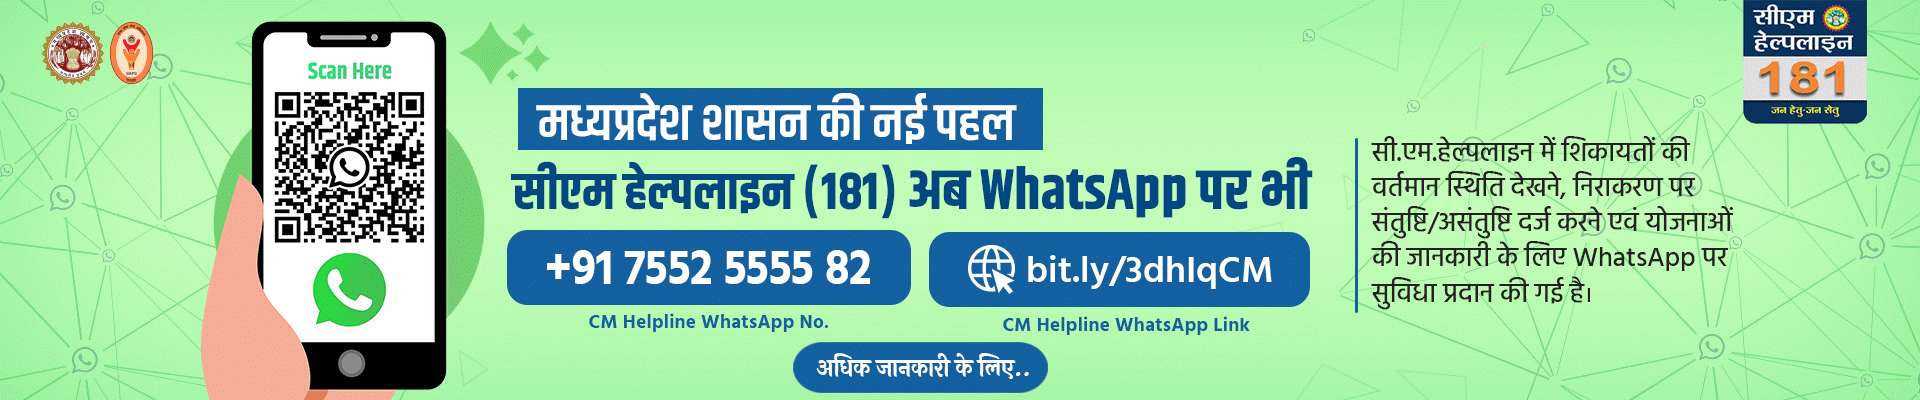 Scan Here
मध्यप्रदेश शासन की नई पहल
सीएम हेल्पलाइन (181) अब WhatsApp पर भी
+91 7552 5555 82
CM Helpline WhatsApp No.
bit.ly/3dhIqCM
CM Helpline WhatsApp Link
अधिक जानकारी के लिए..
सीएम
हेल्पलाइन
181
जन हेतु-जन सेतु
सी.एम.हेल्पलाइन में शिकायतों की
वर्तमान स्थिति देखने, निराकरण पर
संतुष्टि/असंतुष्टि दर्ज करने एवं योजनाओं
की जानकारी के लिए WhatsApp पर
सुविधा प्रदान की गई है।